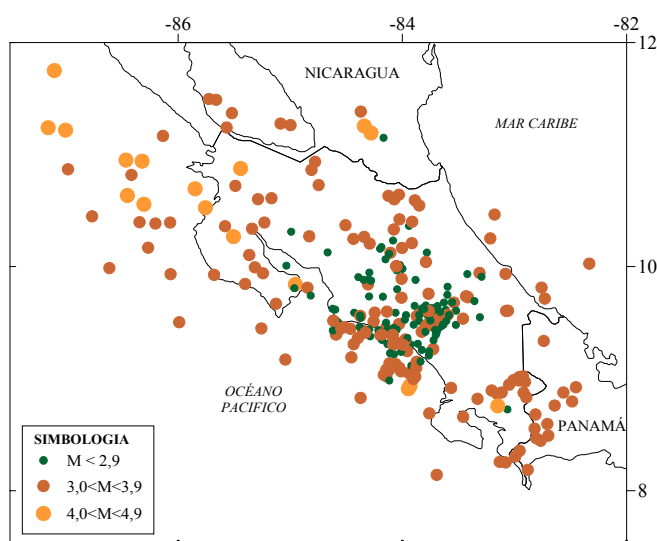 -86
-84
-82
12
NICARAGUA
MAR CARIBE
10
OCÉANO
PACIFICO
PANAMÁ
8
SIMBOLOGIA
M < 2,9
3,0<M<3,9
4,0<M<4,9